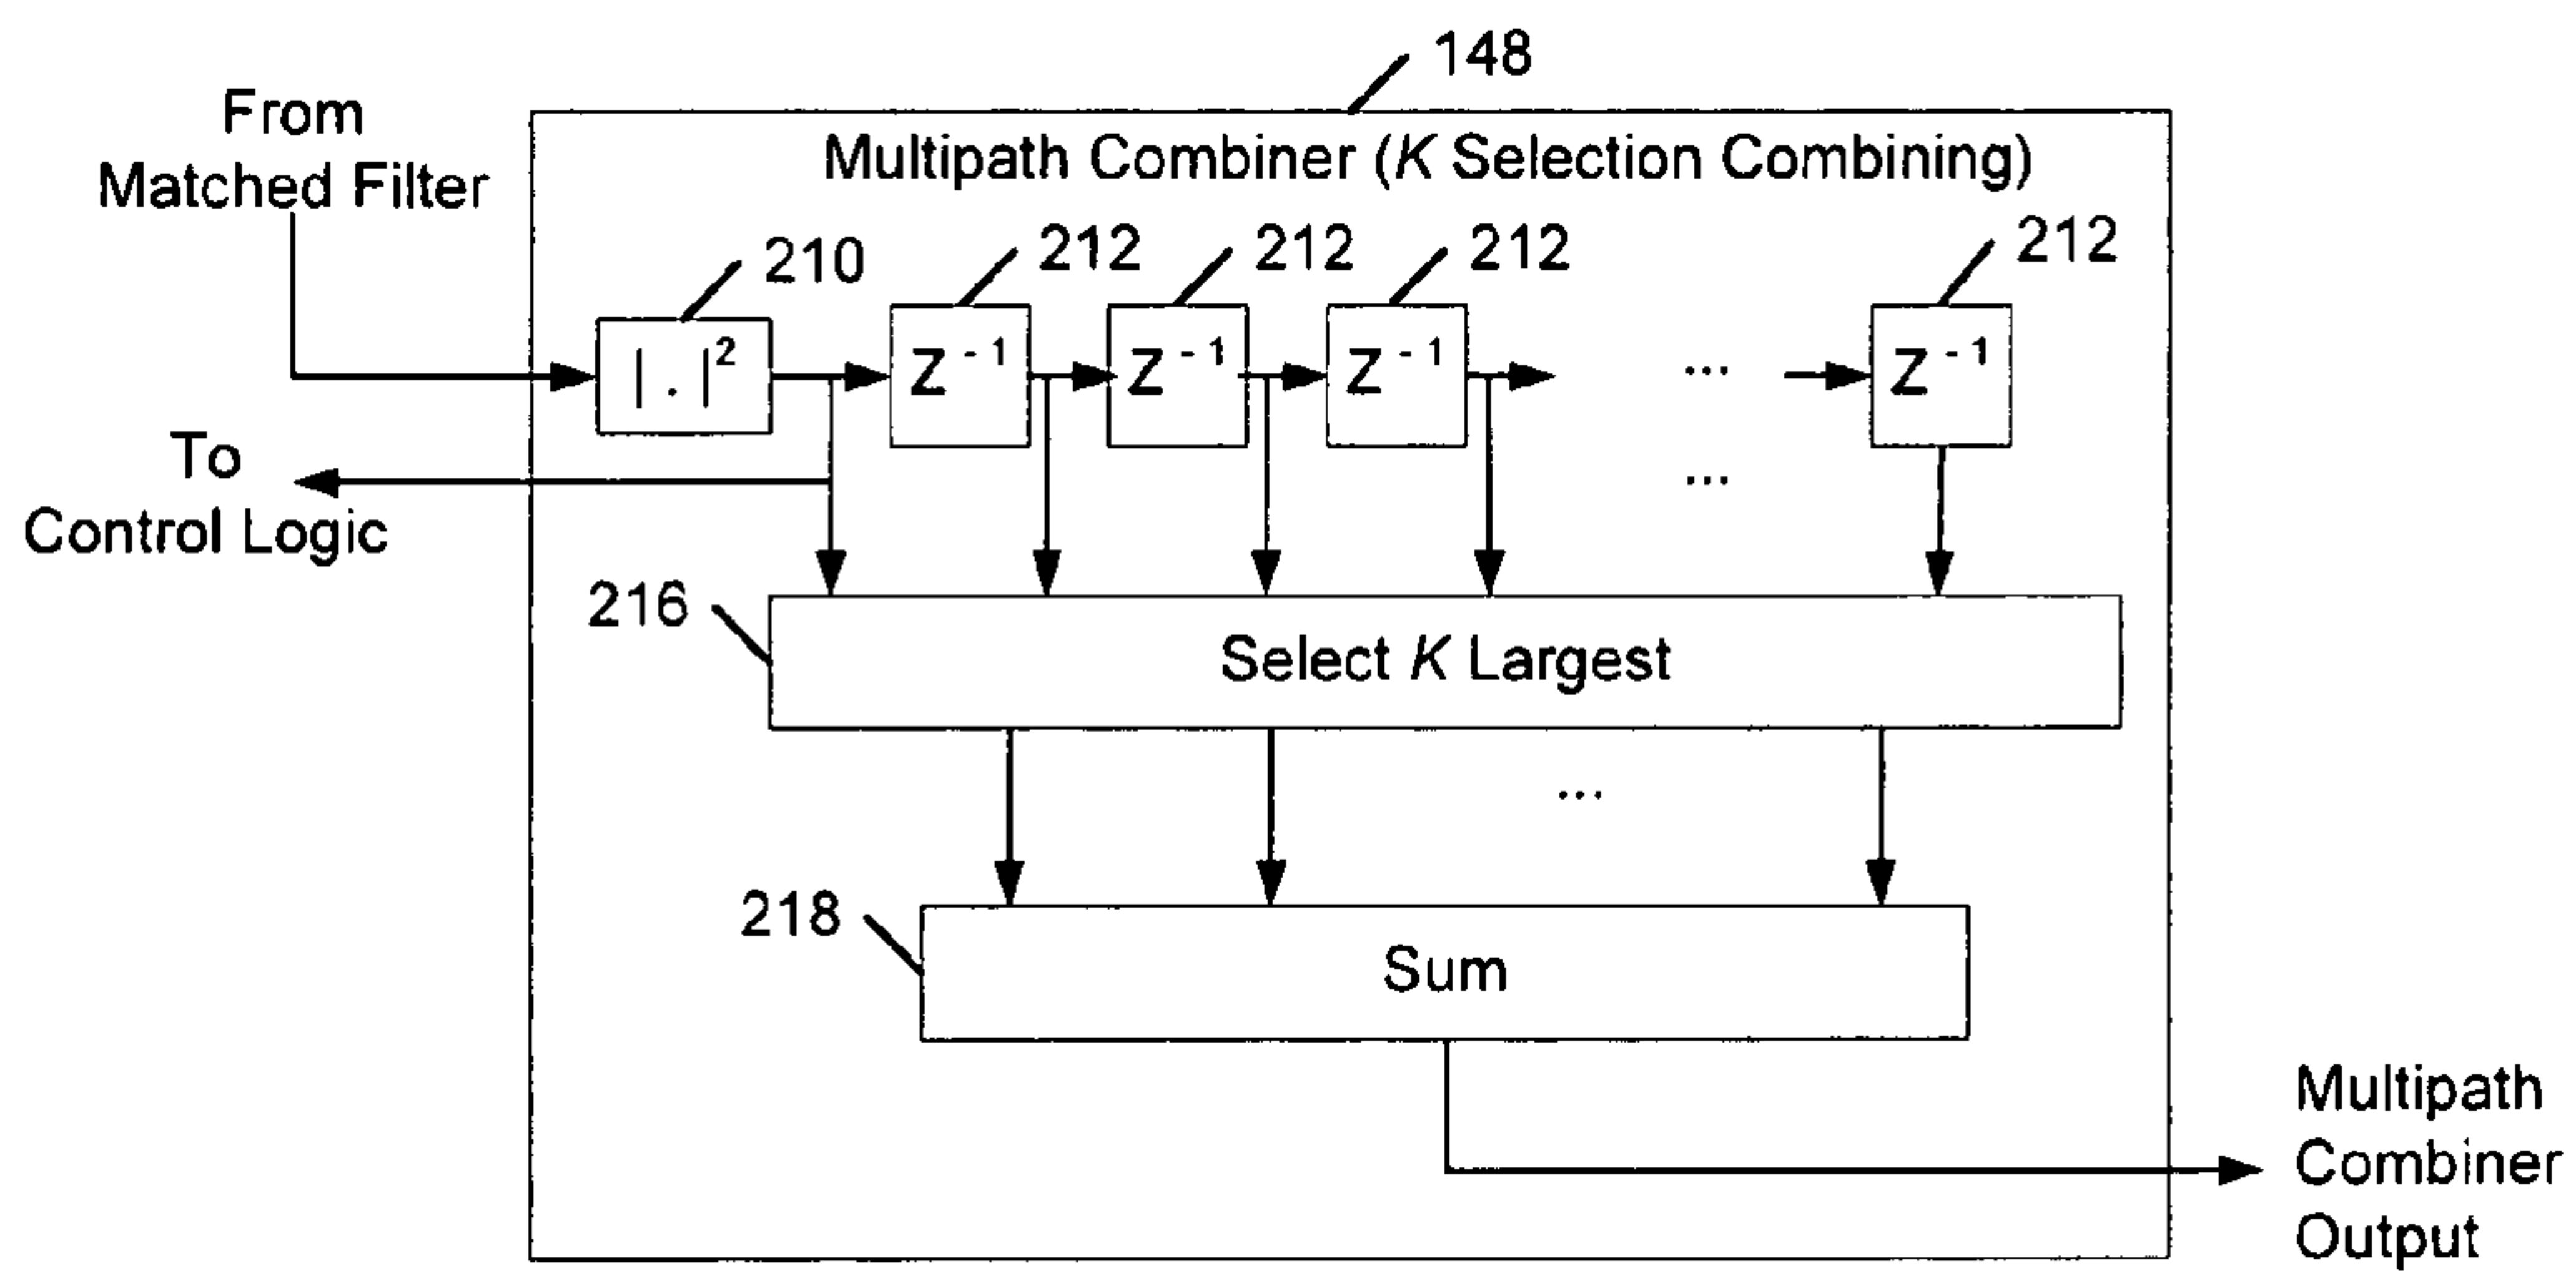 148
From
Matched Filter
Multipath Combiner (K Selection Combining)
210
212
212
212
212
| . |²
Z⁻¹
Z⁻¹
Z⁻¹
...
Z⁻¹
To
Control Logic
...
216
Select K Largest
...
218
Sum
Multipath
Combiner
Output